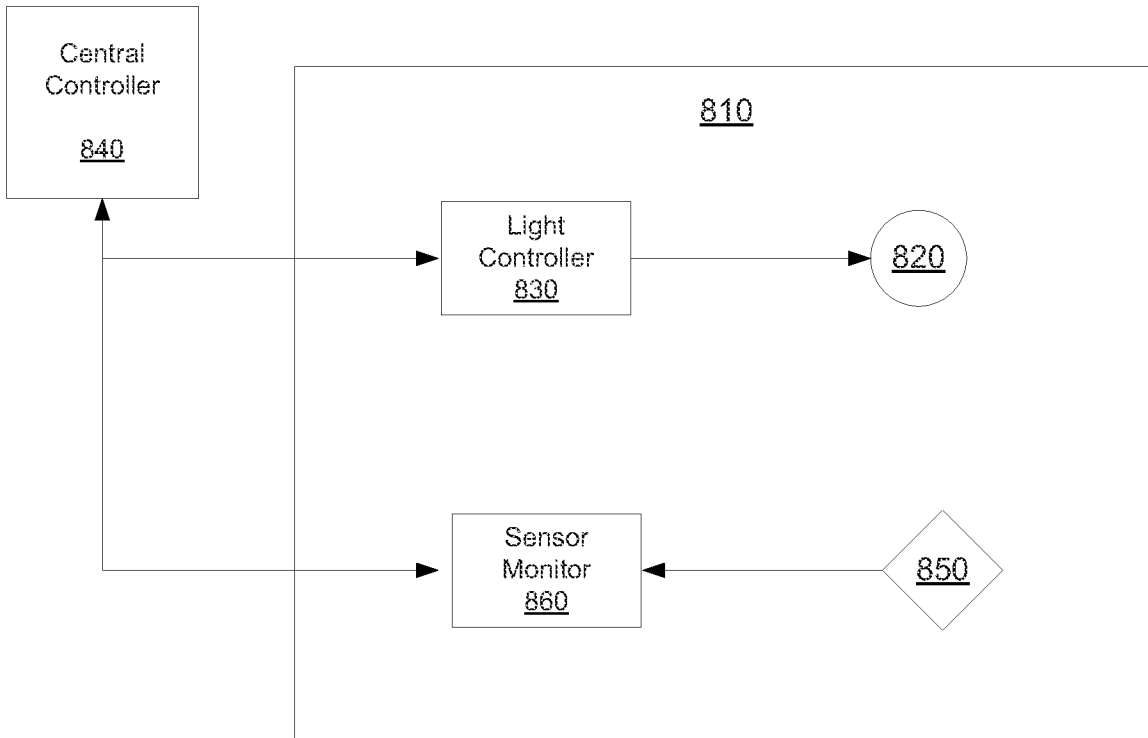 Central
Controller
840
810
Light
Controller
830
820
Sensor
Monitor
860
850